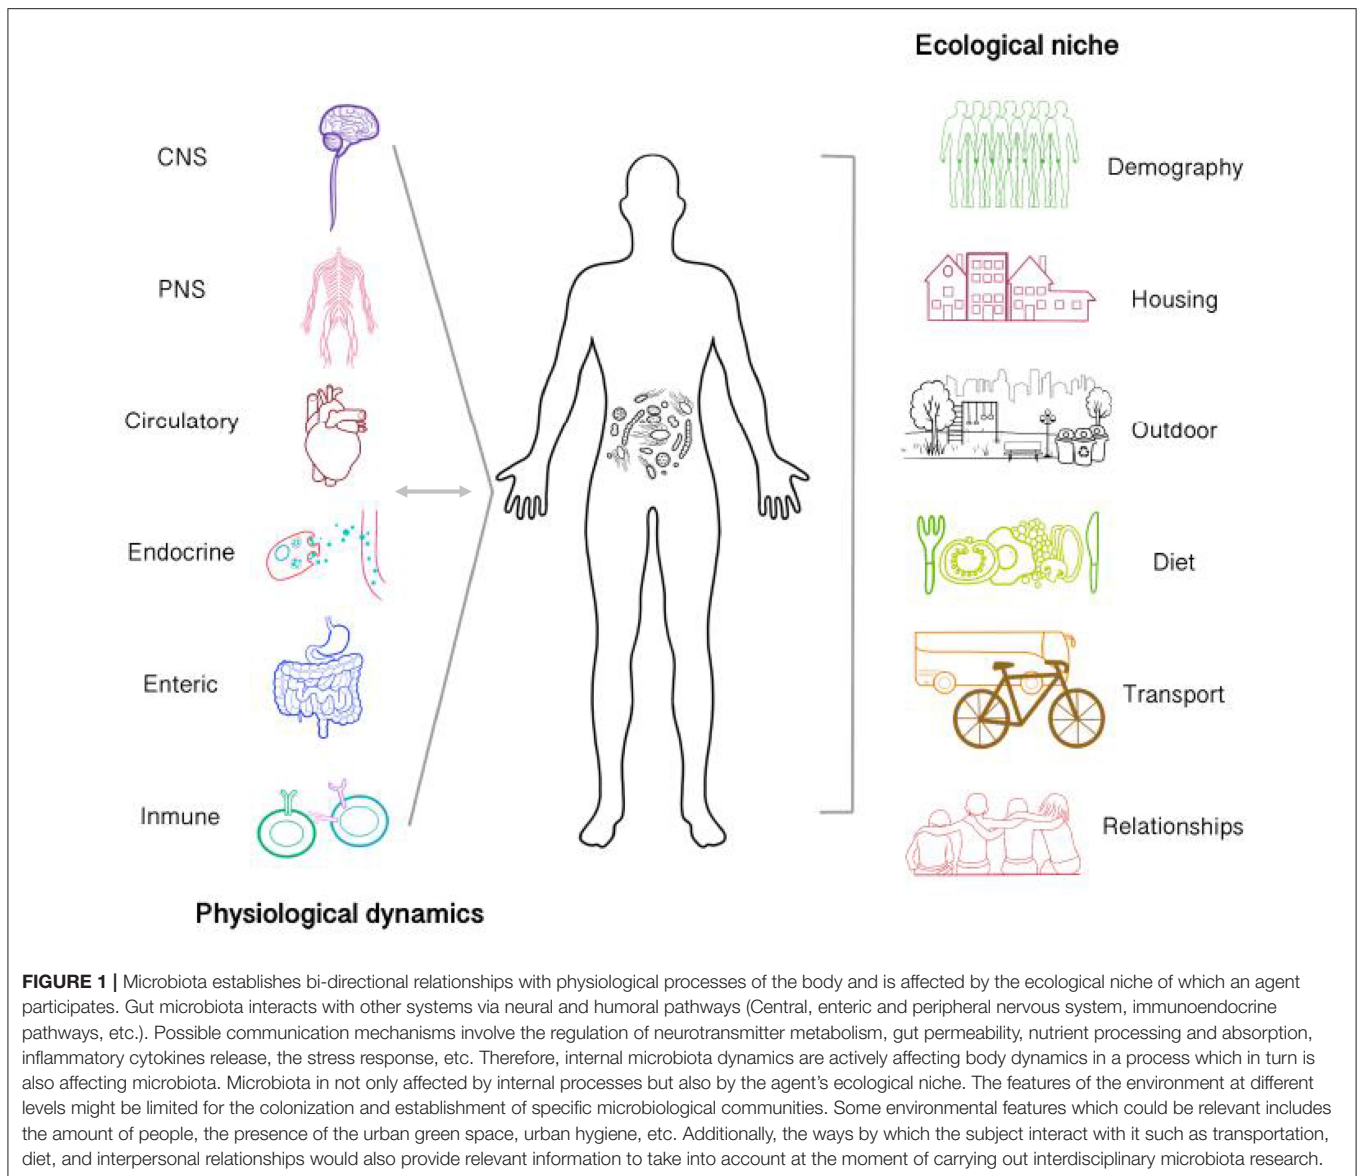 Ecological niche
CNS
PNS
Circulatory
Endocrine
Enteric
Inmune
Physiological dynamics
Demography
Housing
Outdoor
Diet
Transport
Relationships
FIGURE 1 | Microbiota establishes bi-directional relationships with physiological processes of the body and is affected by the ecological niche of which an agent
participates. Gut microbiota interacts with other systems via neural and humoral pathways (Central, enteric and peripheral nervous system, immunoendocrine
pathways, etc.). Possible communication mechanisms involve the regulation of neurotransmitter metabolism, gut permeability, nutrient processing and absorption,
inflammatory cytokines release, the stress response, etc. Therefore, internal microbiota dynamics are actively affecting body dynamics in a process which in turn is
also affecting microbiota. Microbiota in not only affected by internal processes but also by the agent's ecological niche. The features of the environment at different
levels might be limited for the colonization and establishment of specific microbiological communities. Some environmental features which could be relevant includes
the amount of people, the presence of the urban green space, urban hygiene, etc. Additionally, the ways by which the subject interact with it such as transportation,
diet, and interpersonal relationships would also provide relevant information to take into account at the moment of carrying out interdisciplinary microbiota research.